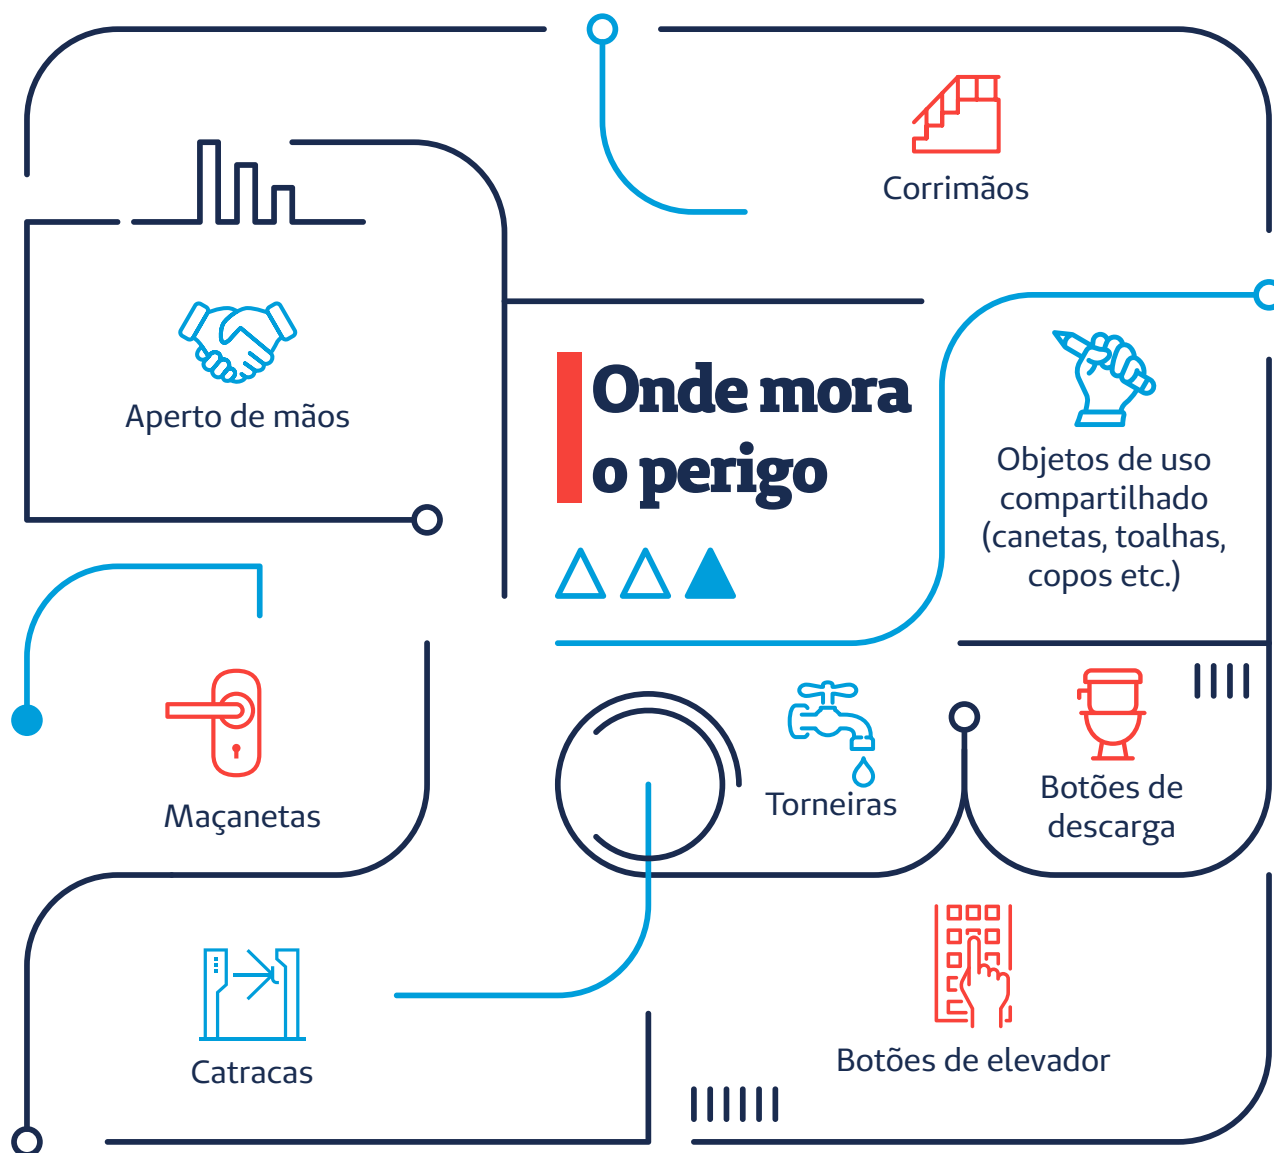 Corrimãos
Aperto de mãos
Onde mora
o perigo
Objetos de uso
compartilhado
(canetas, toalhas,
copos etc.)
Maçanetas
Torneiras
Botões de
descarga
Catracas
Botões de elevador